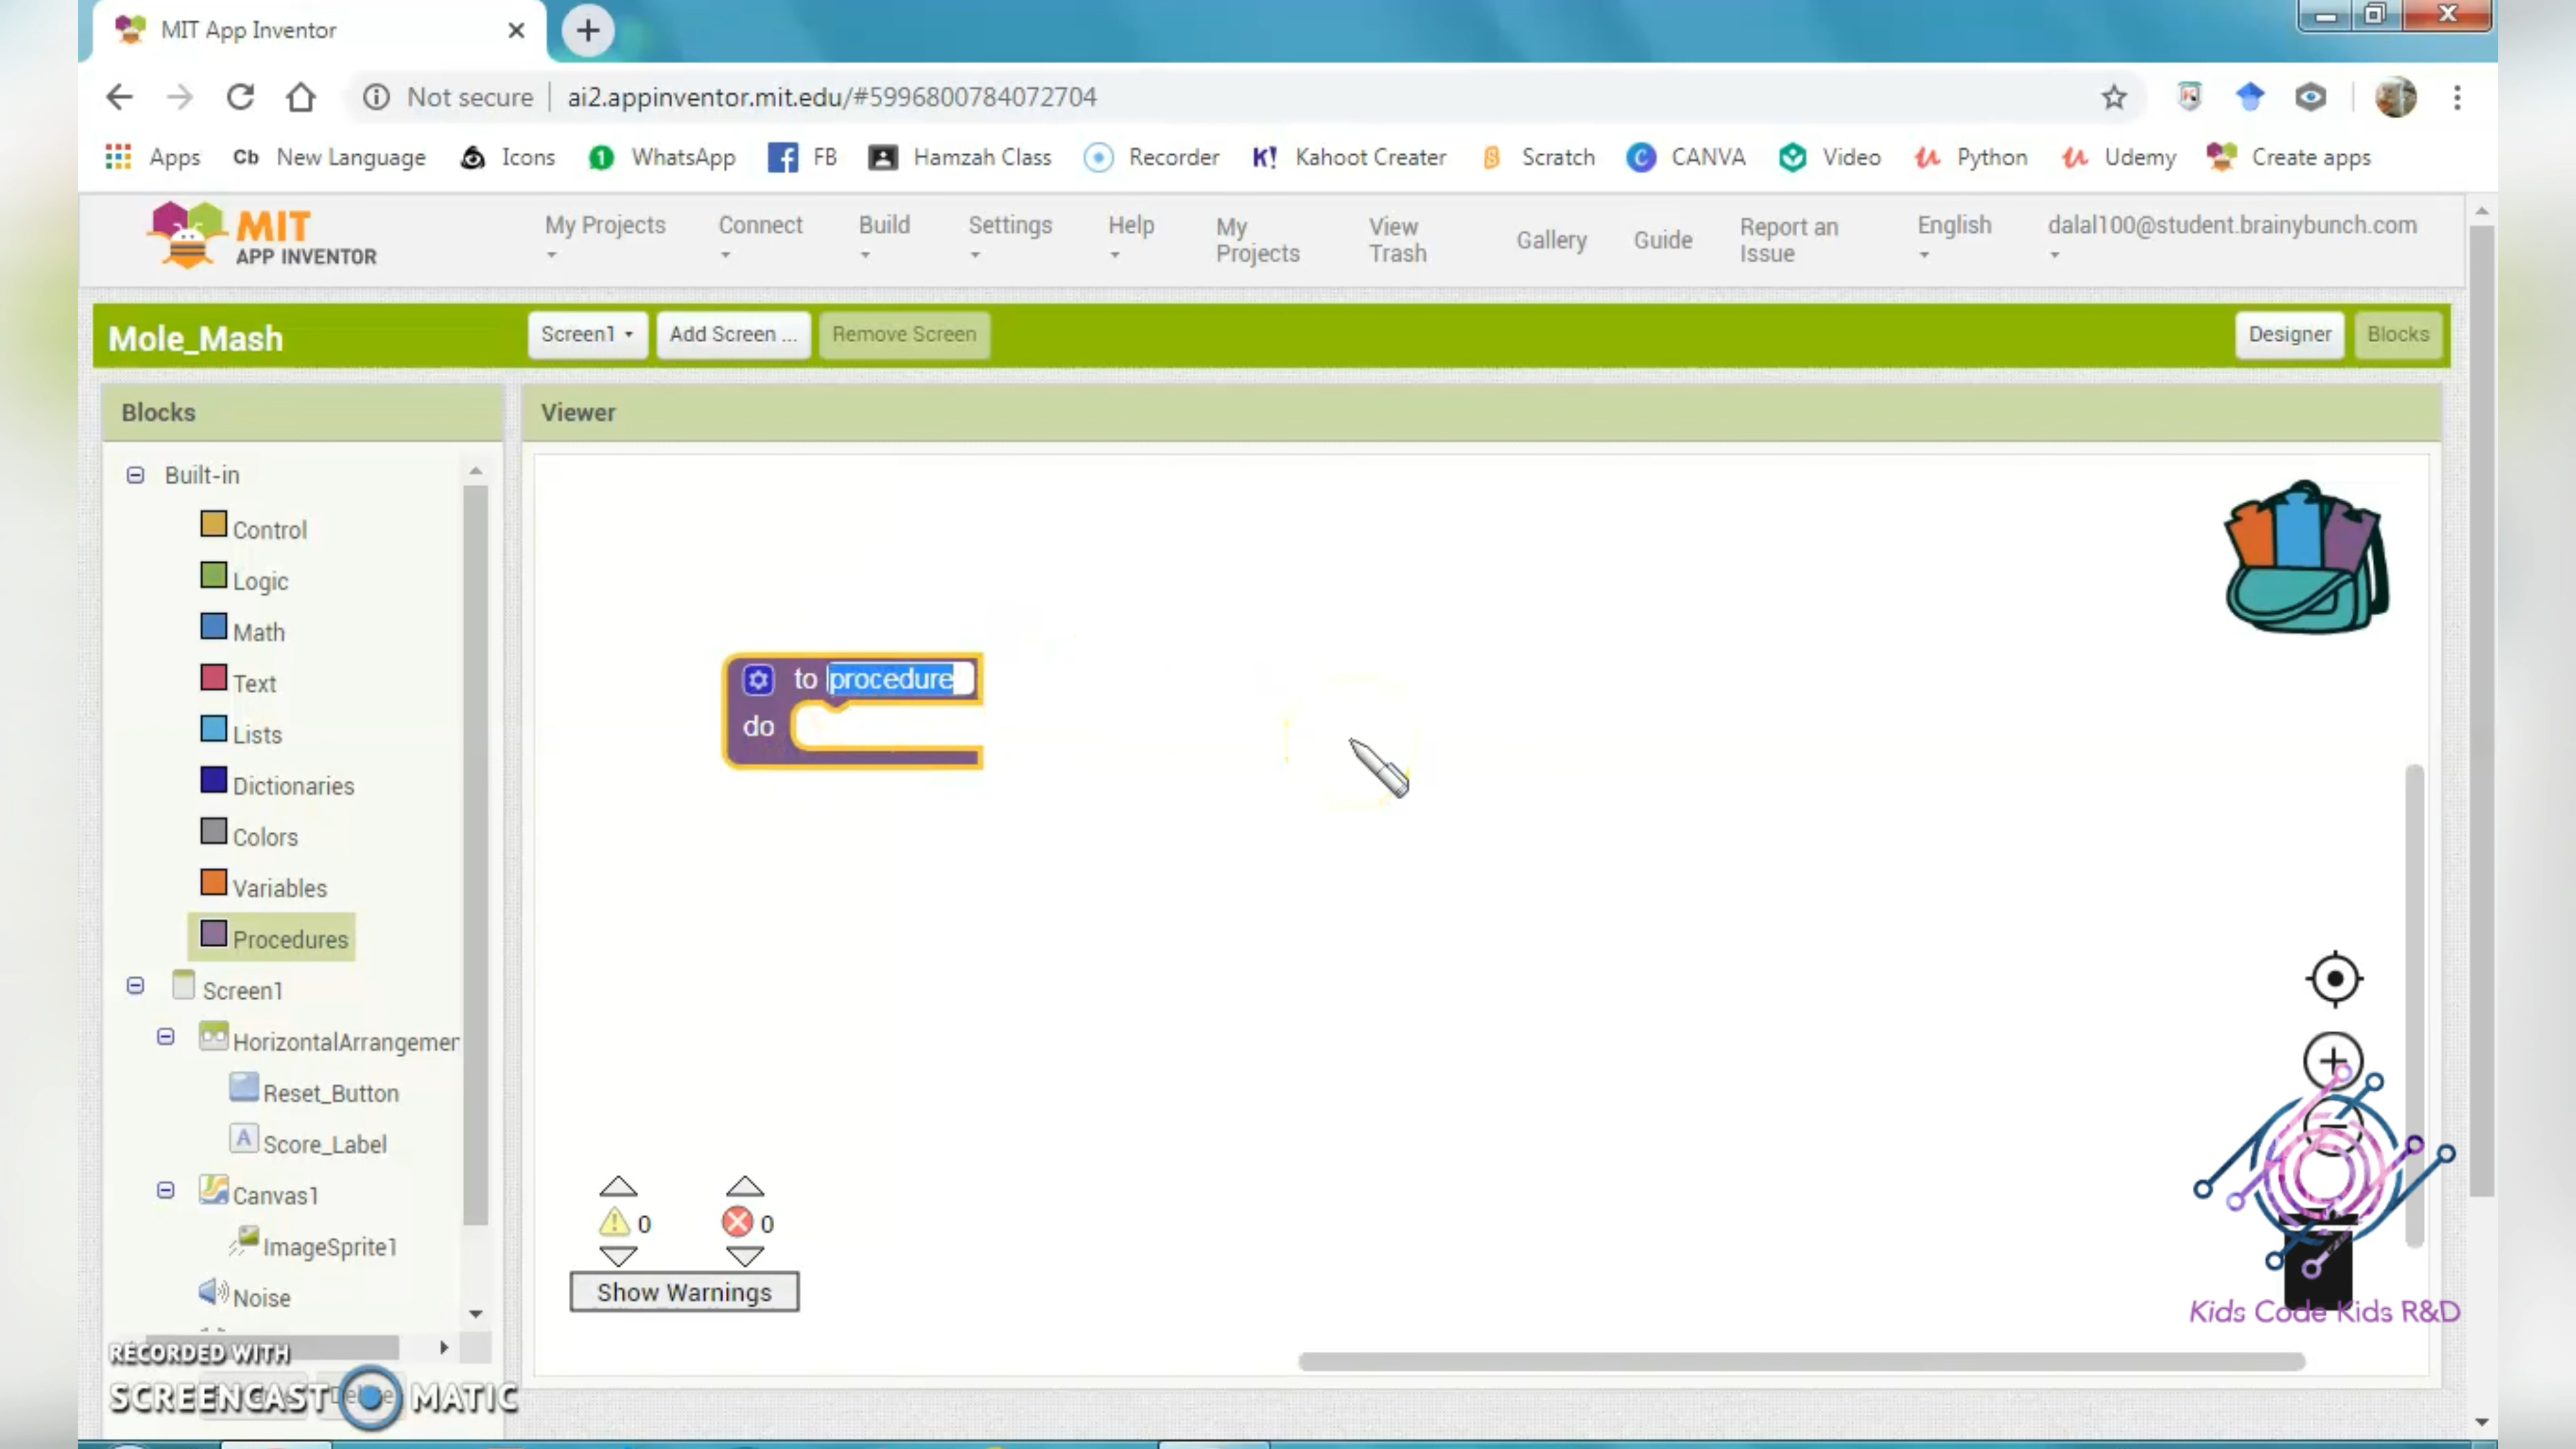 MIT App Inventor
Not secure ai2.appinventor.mit.edu/#5996800784072704
Apps Cb New Language Icons 1 WhatsApp FB Hamzah Class Recorder K! Kahoot Creater Scratch CANVA Video Python Udemy Create apps
MIT
APP INVENTOR
My Projects Connect Build Settings Help My Projects View Trash Gallery Guide Report an Issue English dalal100@student.brainybunch.com
Mole_Mash Screen1 Add Screen ... Remove Screen Designer Blocks
Blocks
Viewer
Built-in
Control
Logic
Math
Text
Lists
Dictionaries
Colors
Variables
Procedures
Screen1
HorizontalArrangemen
Reset_Button
Score_Label
Canvas1
ImageSprite1
Noise
to procedure
do
0 0
Show Warnings
Kids Code Kids R&D
RECORDED WITH
SCREENCAST MATIC